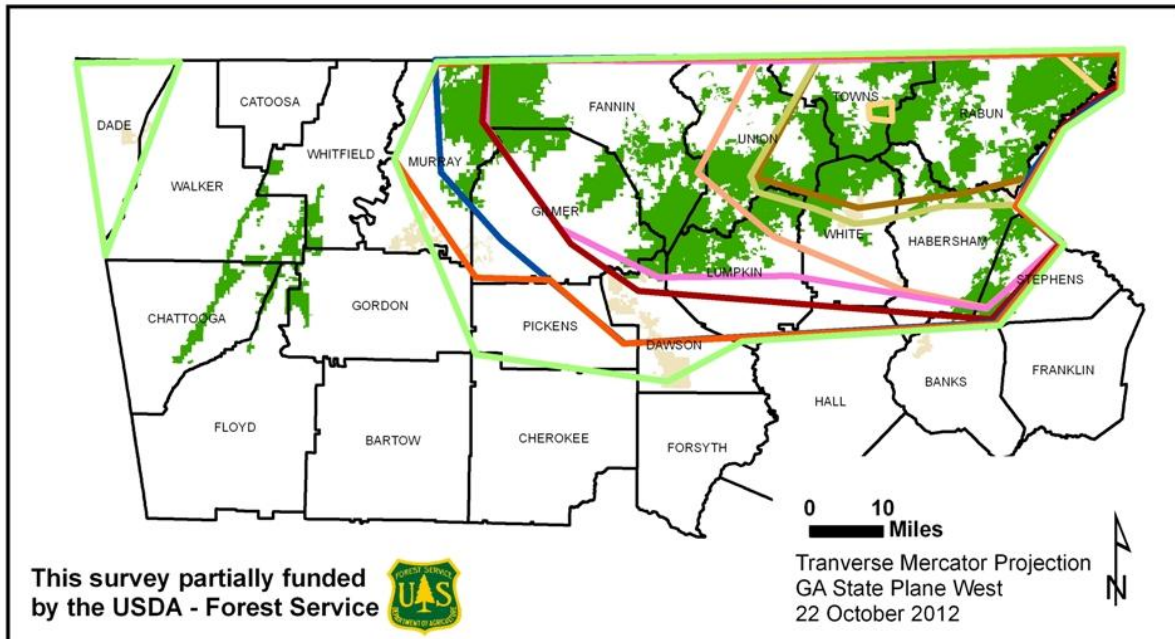 TOWNS
FANNIN
CATOOSA
RABUN
DADE
UNION
WHITFIELD
MURRAY
WALKER
GILMER
WHITE
HABERSHAM
LUMPKIN
STEPHENS
GORDON
CHATTOOGA
PICKENS
DAWSON
FRANKLIN
BANKS
HALL
FLOYD
BARTOW
CHEROKEE
FORSYTH
0 10
Miles
Tranverse Mercator Projection
GA State Plane West
22 October 2012
N
This survey partially funded
by the USDA - Forest Service
FOREST SERVICE
U S
DEPARTMENT OF AGRICULTURE